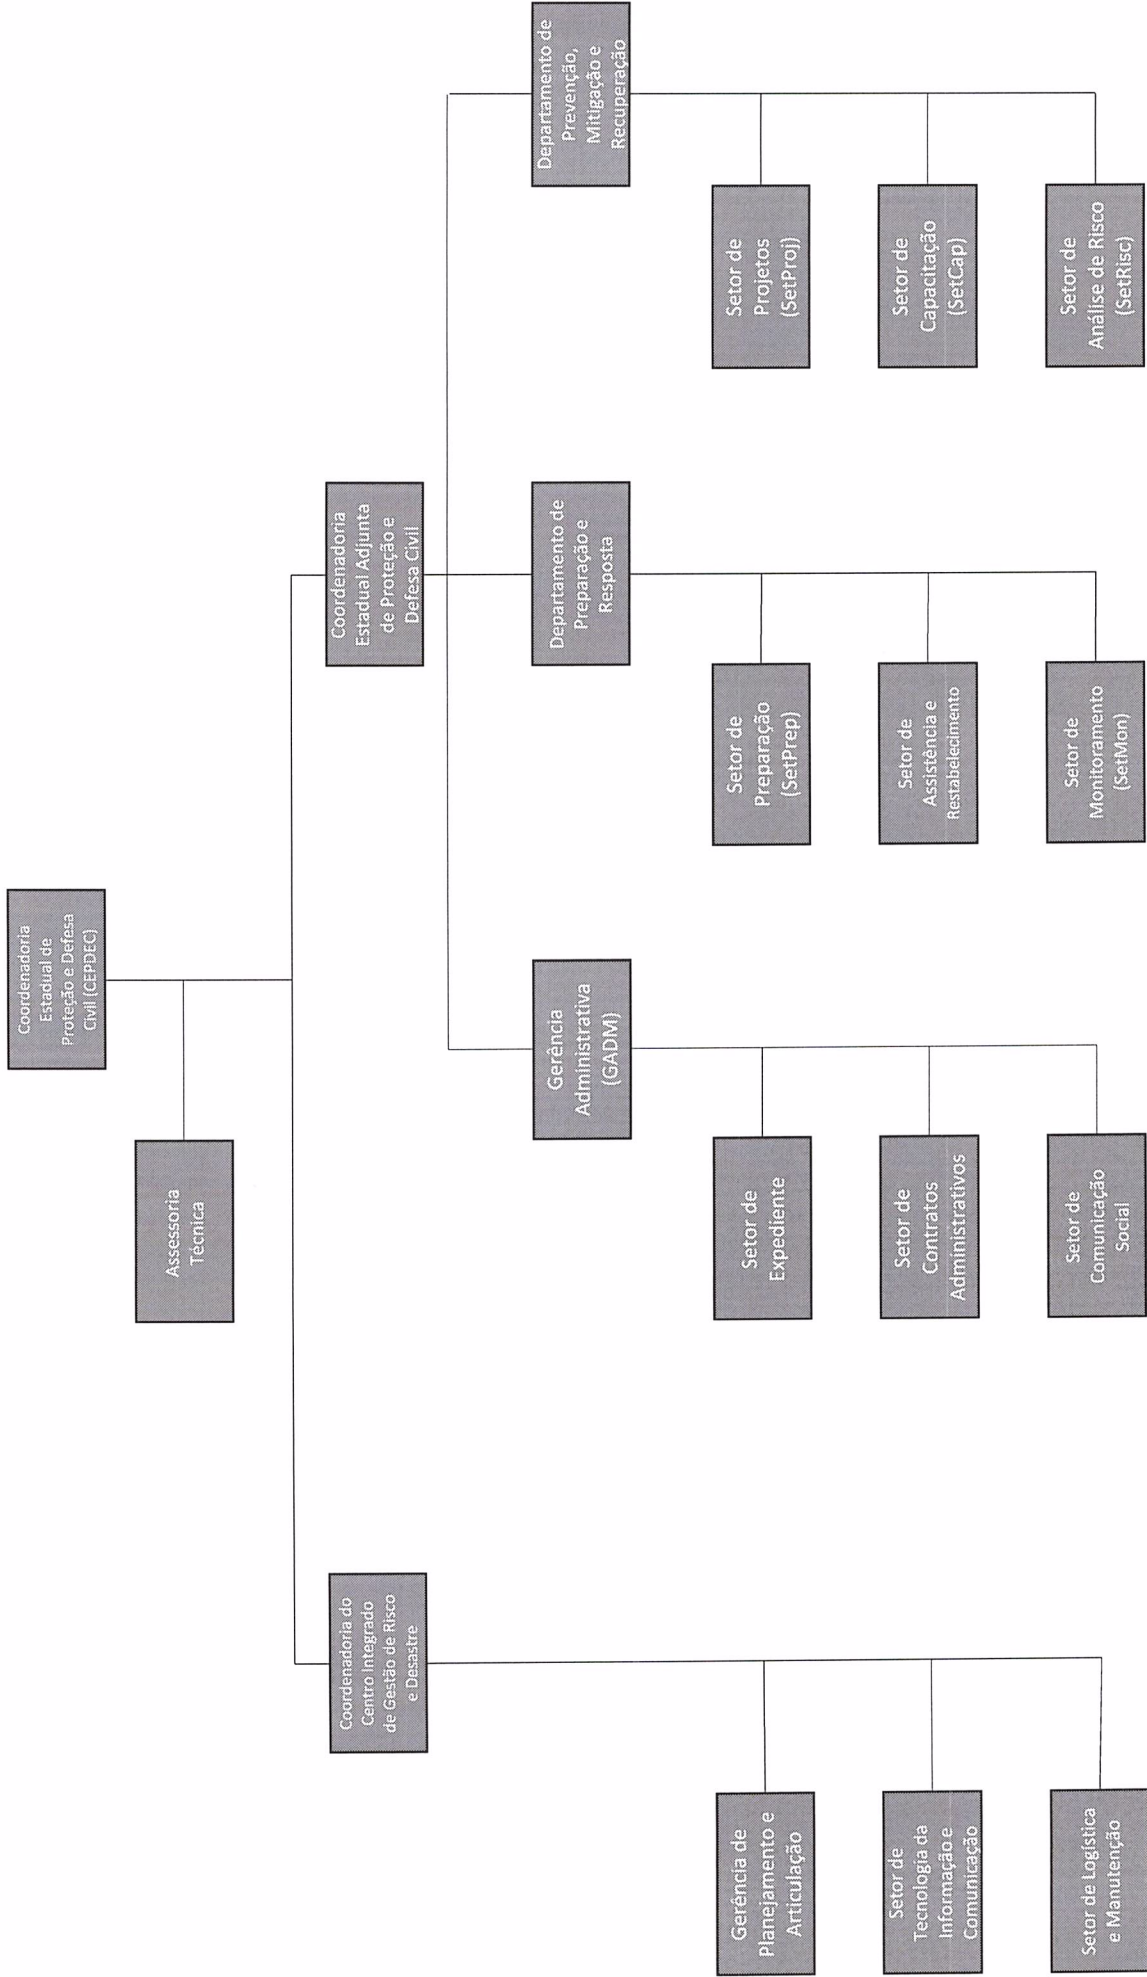 Coordenadoria
Estadual de
Proteção e Defesa
Civil (CEPDEC)
Assessoria
Técnica
Coordenadoria do
Centro Integrado
de Gestão de Risco
e Desastre
Coordenadoria
Estadual Adjunta
de Proteção e
Defesa Civil
Gerência
Administrativa
(GADM)
Departamento de
Preparação e
Resposta
Departamento de
Prevenção,
Mitigação e
Recuperação
Gerência de
Planejamento e
Articulação
Setor de
Expediente
Setor de
Preparação
(SetPrep)
Setor de
Projetos
(SetProj)
Setor de
Tecnologia da
Informação e
Comunicação
Setor de
Contratos
Administrativos
Setor de
Assistência e
Restabelecimento
Setor de
Capacitação
(SetCap)
Setor de Logística
e Manutenção
Setor de
Comunicação
Social
Setor de
Monitoramento
(SetMon)
Setor de
Análise de Risco
(SetRisc)